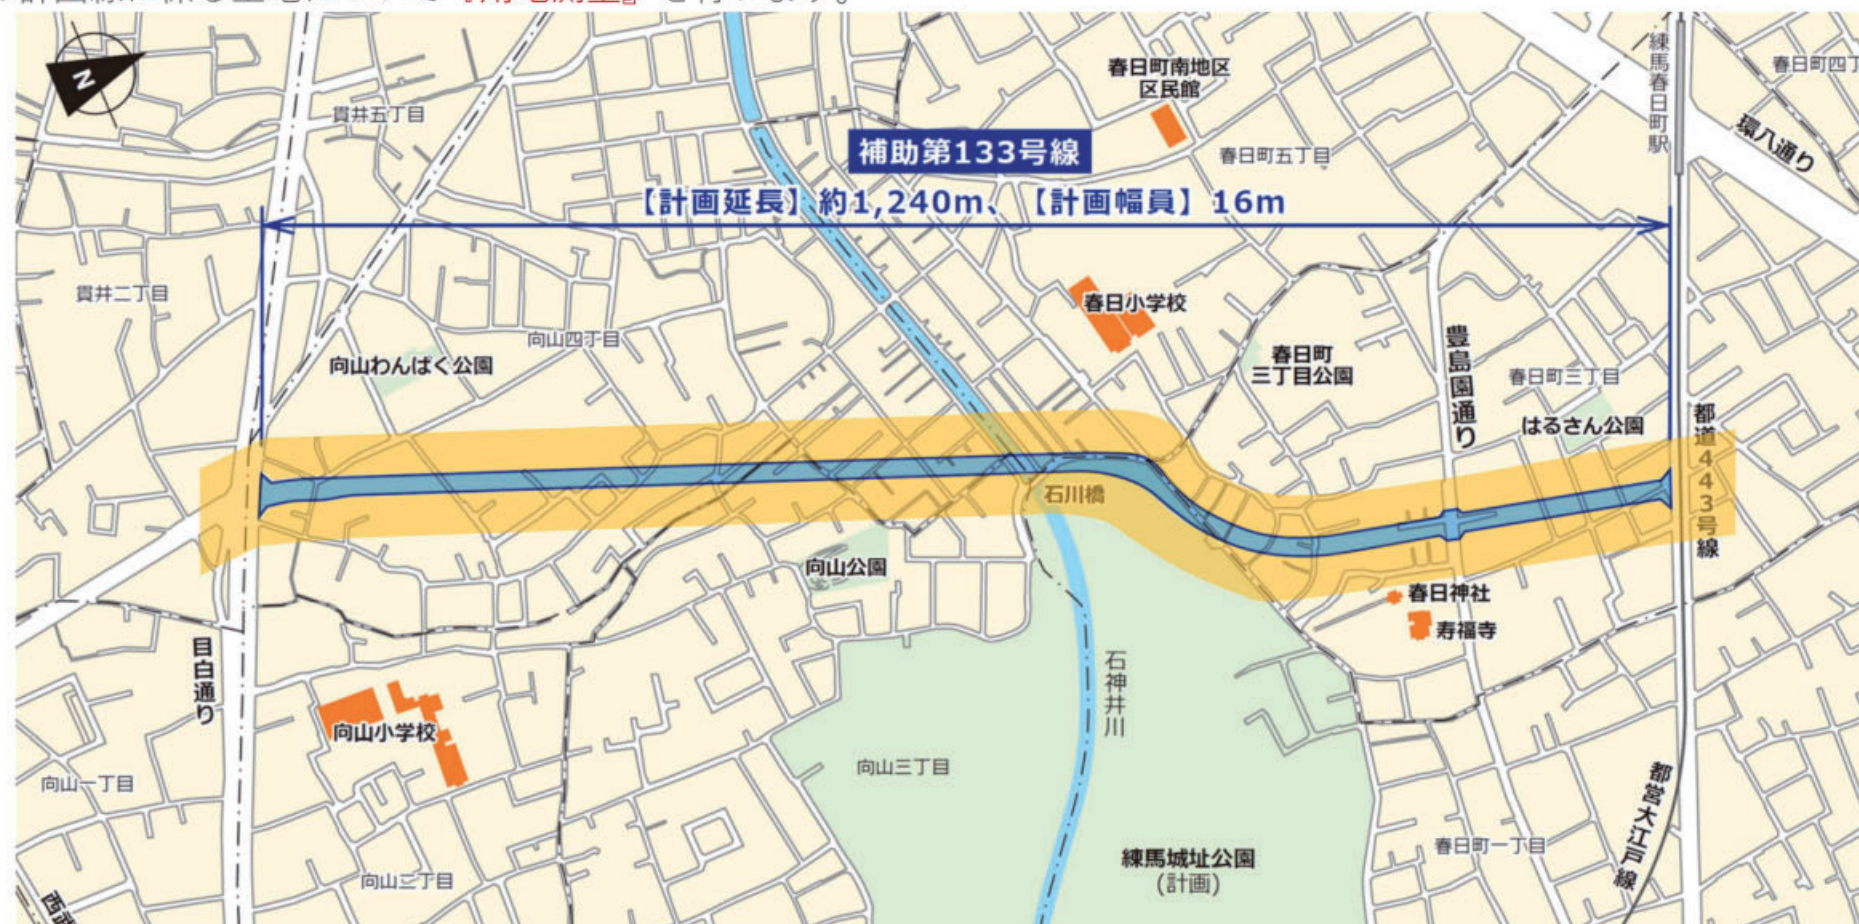 N
貫井五丁目
春日町南地区
区民館
練馬春日町駅
環八通り
補助第133号線
春日町五丁目
【計画延長】約1,240m、【計画幅員】16m
貫井二丁目
春日小学校
向山四丁目
向山わんぱく公園
春日町
三丁目公園
豊島園通り
春日町三丁目
はるさん公園
都道443号線
石川橋
向山公園
春日神社
寿福寺
目白通り
石神井川
向山小学校
向山三丁目
向山一丁目
都営大江戸線
春日町一丁目
練馬城址公園
(計画)
向山二丁目